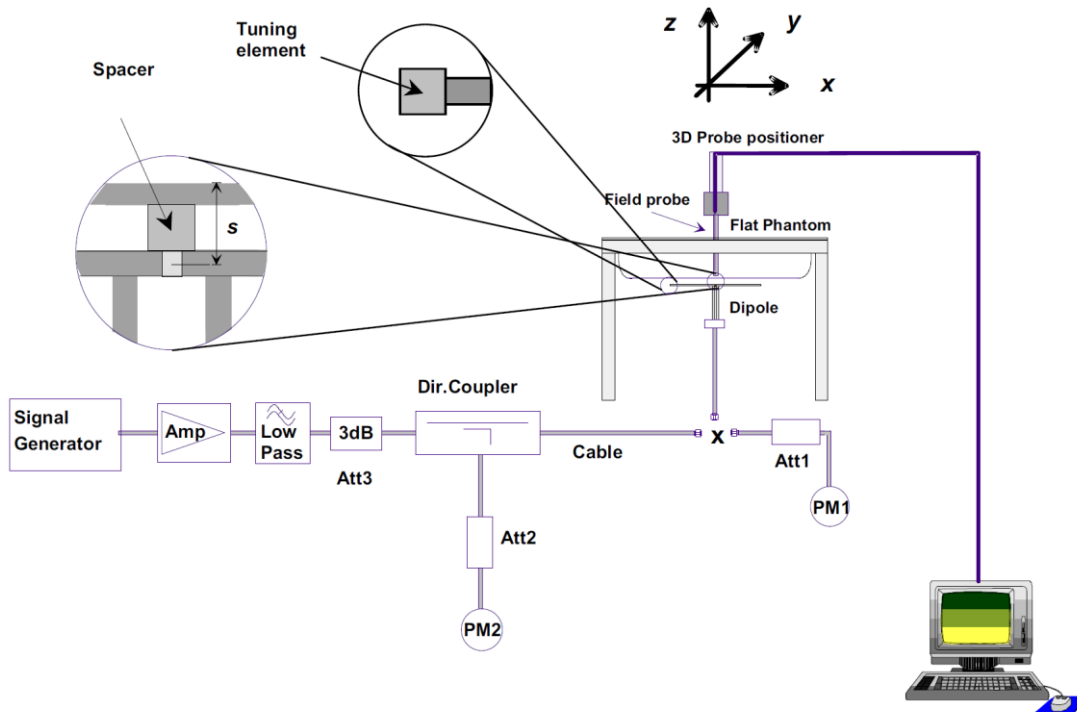 Tuning
element
z
y
x
Spacer
3D Probe positioner
s
Field probe
Flat Phantom
Dipole
Dir.Coupler
Signal
Generator
Amp
Low
Pass
3dB
Att3
Cable
x
Att1
PM1
Att2
PM2